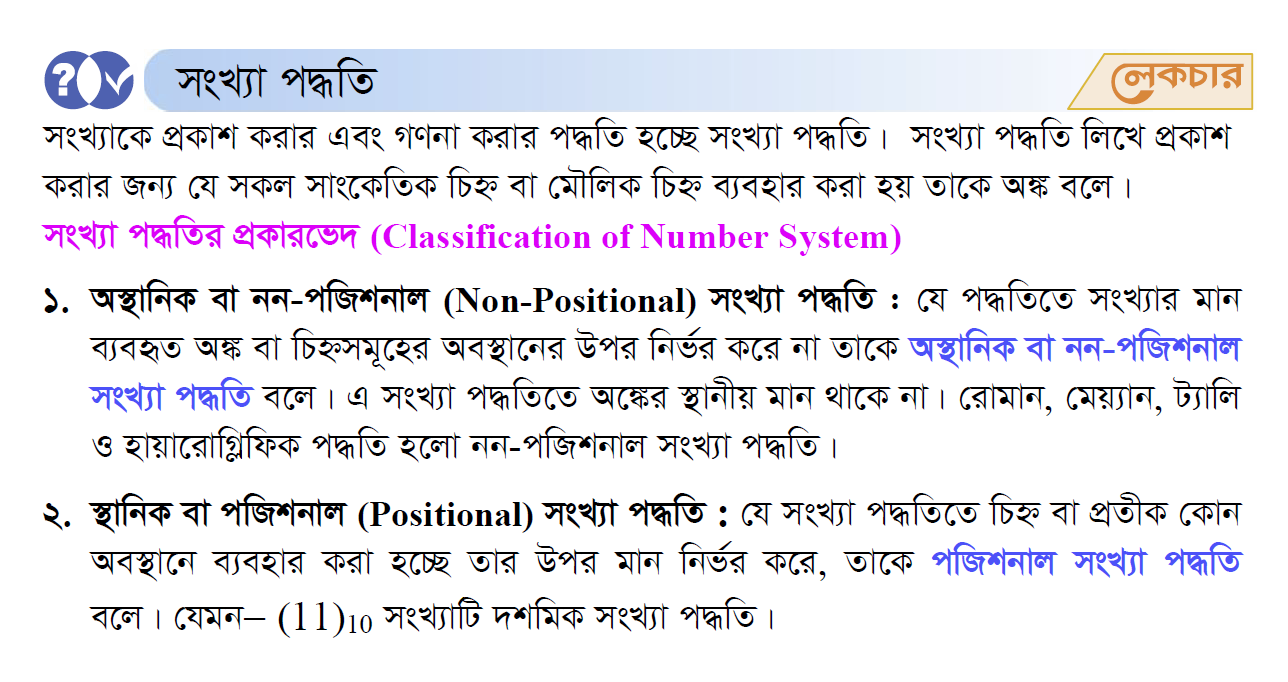 সংখ্যা পদ্ধতি
লেকচার
সংখ্যাকে প্রকাশ করার এবং গণনা করার পদ্ধতি হচ্ছে সংখ্যা পদ্ধতি। সংখ্যা পদ্ধতি লিখে প্রকাশ
করার জন্য যে সকল সাংকেতিক চিহ্ন বা মৌলিক চিহ্ন ব্যবহার করা হয় তাকে অঙ্ক বলে।
সংখ্যা পদ্ধতির প্রকারভেদ (Classification of Number System)
১. অস্থানিক বা নন-পজিশনাল (Non-Positional) সংখ্যা পদ্ধতি : যে পদ্ধতিতে সংখ্যার মান
ব্যবহৃত অঙ্ক বা চিহ্নসমূহের অবস্থানের উপর নির্ভর করে না তাকে অস্থানিক বা নন-পজিশনাল
সংখ্যা পদ্ধতি বলে। এ সংখ্যা পদ্ধতিতে অঙ্কের স্থানীয় মান থাকে না। রোমান, মেয়্যান, ট্যালি
ও হায়ারোগ্লিফিক পদ্ধতি হলো নন-পজিশনাল সংখ্যা পদ্ধতি।
২. স্থানিক বা পজিশনাল (Positional) সংখ্যা পদ্ধতি : যে সংখ্যা পদ্ধতিতে চিহ্ন বা প্রতীক কোন
অবস্থানে ব্যবহার করা হচ্ছে তার উপর মান নির্ভর করে, তাকে পজিশনাল সংখ্যা পদ্ধতি
বলে। যেমন– (11)₁₀ সংখ্যাটি দশমিক সংখ্যা পদ্ধতি।